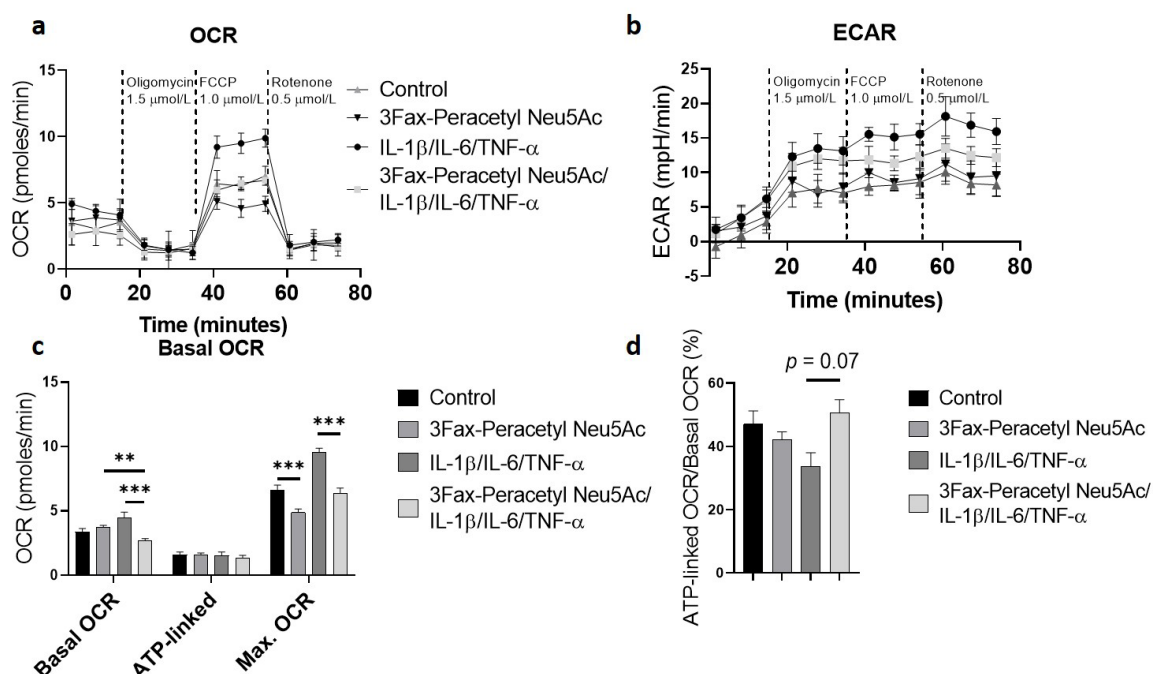 a
OCR
OCR (pmoles/min)
15
10
5
0
Oligomycin
1.5 μmol/L
FCCP
1.0 μmol/L
Rotenone
0.5 μmol/L
0 20 40 60 80
Time (minutes)
Control
3Fax-Peracetyl Neu5Ac
IL-1β/IL-6/TNF-α
3Fax-Peracetyl Neu5Ac/
IL-1β/IL-6/TNF-α
b
ECAR
ECAR (mpH/min)
25
20
15
10
5
0
-5
Oligomycin
1.5 μmol/L
FCCP
1.0 μmol/L
Rotenone
0.5 μmol/L
20 40 60 80
Time (minutes)
c
Basal OCR
OCR (pmoles/min)
15
10
5
0
**
***
***
***
Basal OCR
ATP-linked
Max. OCR
Control
3Fax-Peracetyl Neu5Ac
IL-1β/IL-6/TNF-α
3Fax-Peracetyl Neu5Ac/
IL-1β/IL-6/TNF-α
d
ATP-linked OCR/Basal OCR (%)
60
40
20
0
p = 0.07
Control
3Fax-Peracetyl Neu5Ac
IL-1β/IL-6/TNF-α
3Fax-Peracetyl Neu5Ac/
IL-1β/IL-6/TNF-α